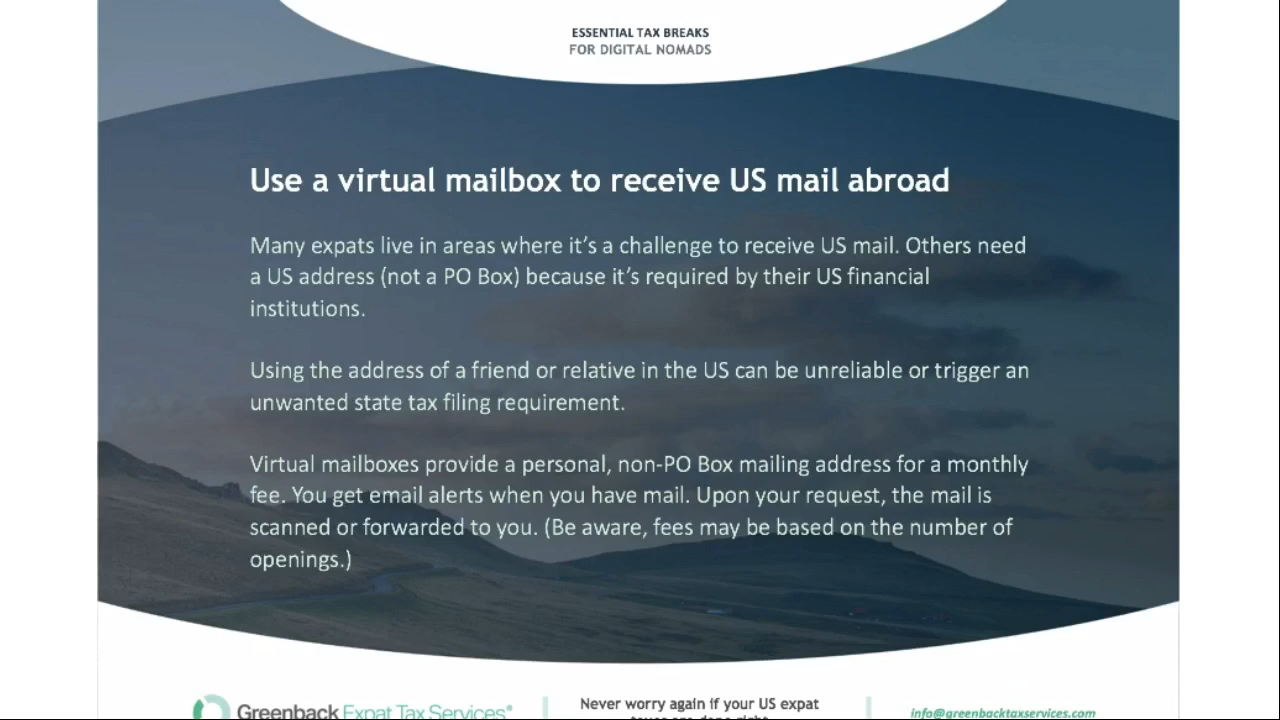 ESSENTIAL TAX BREAKS
FOR DIGITAL NOMADS
Use a virtual mailbox to receive US mail abroad
Many expats live in areas where it’s a challenge to receive US mail. Others need
a US address (not a PO Box) because it’s required by their US financial
institutions.
Using the address of a friend or relative in the US can be unreliable or trigger an
unwanted state tax filing requirement.
Virtual mailboxes provide a personal, non-PO Box mailing address for a monthly
fee. You get email alerts when you have mail. Upon your request, the mail is
scanned or forwarded to you. (Be aware, fees may be based on the number of
openings.)
Greenback Expat Tax Services®
Never worry again if your US expat
taxes are done right
info@greenbacktaxservices.com